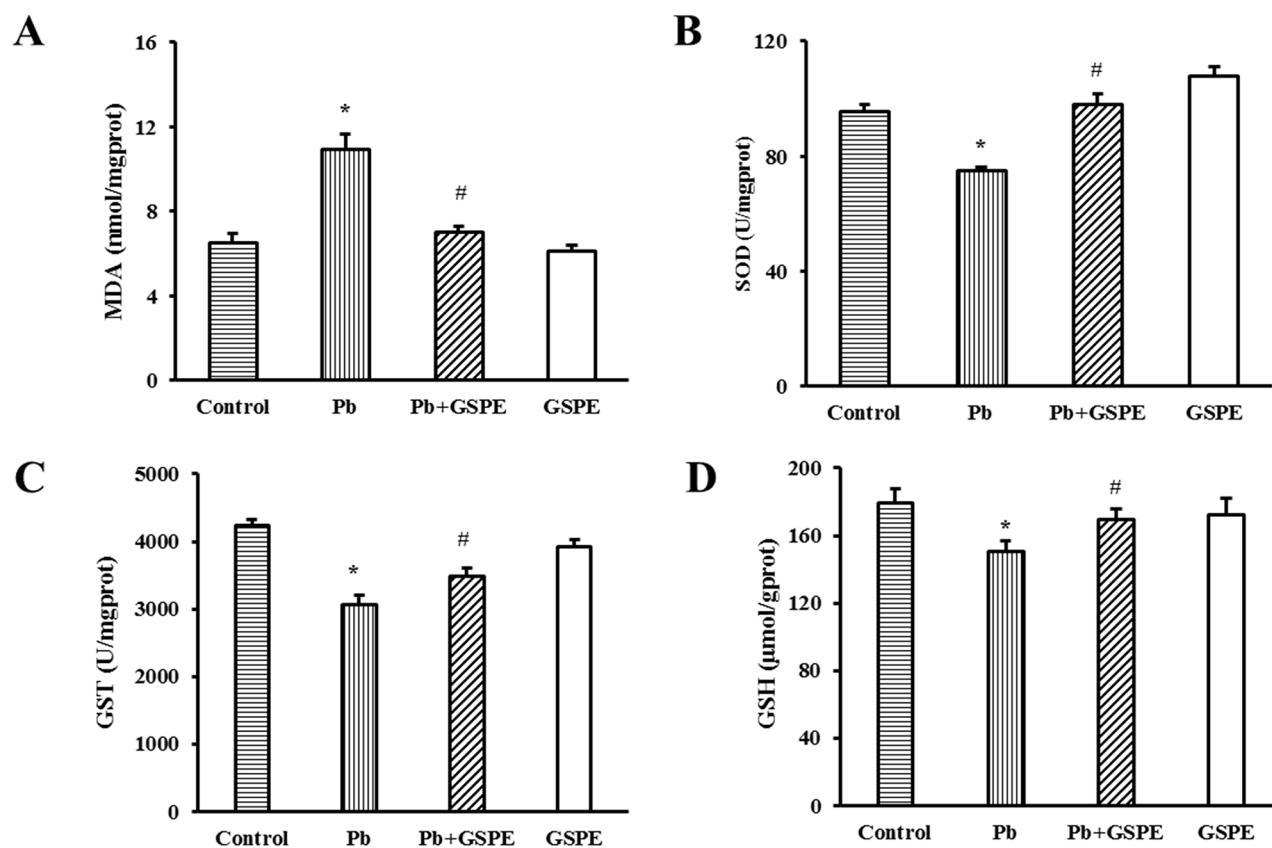 A
MDA (nmol/mgprot)
16
12
8
4
0
*
#
Control Pb Pb+GSPE GSPE
B
SOD (U/mgprot)
120
80
40
0
*
#
Control Pb Pb+GSPE GSPE
C
GST (U/mgprot)
5000
4000
3000
2000
1000
0
*
#
Control Pb Pb+GSPE GSPE
D
GSH (μmol/gprot)
200
160
120
80
40
0
*
#
Control Pb Pb+GSPE GSPE